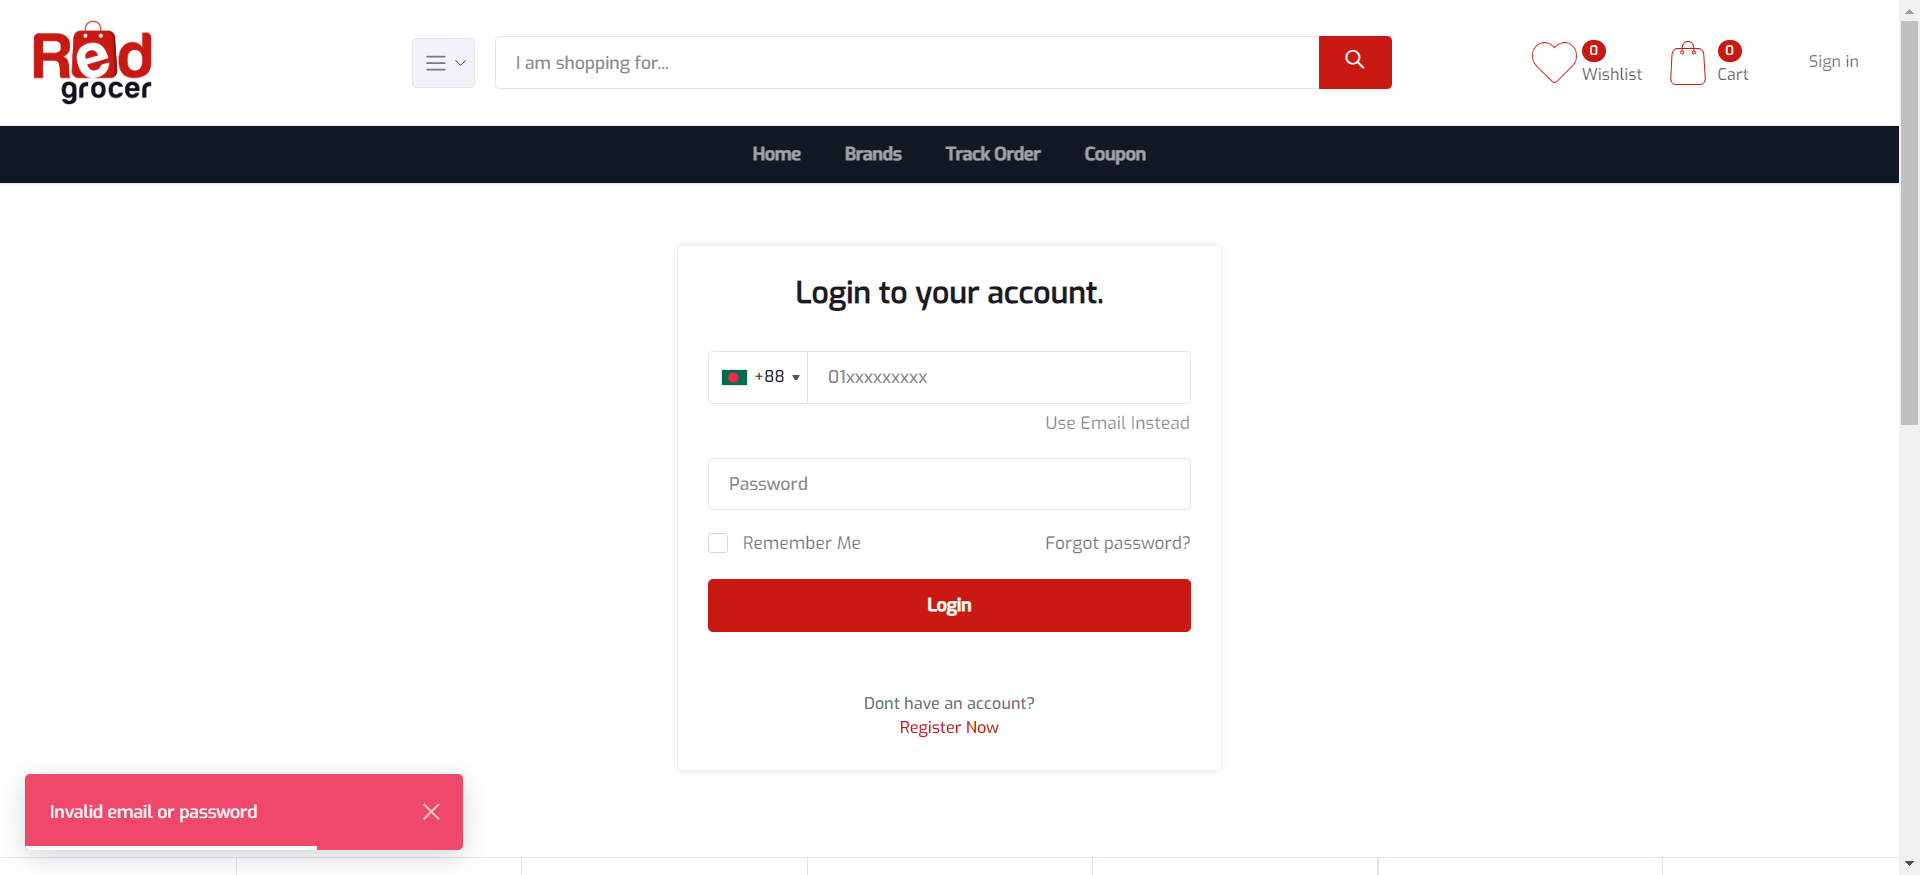 Red
grocer
I am shopping for...
0
Wishlist
0
Cart
Sign in
Home
Brands
Track Order
Coupon
Login to your account.
+88
01xxxxxxxxx
Use Email Instead
Password
Remember Me
Forgot password?
Login
Dont have an account?
Register Now
Invalid email or password